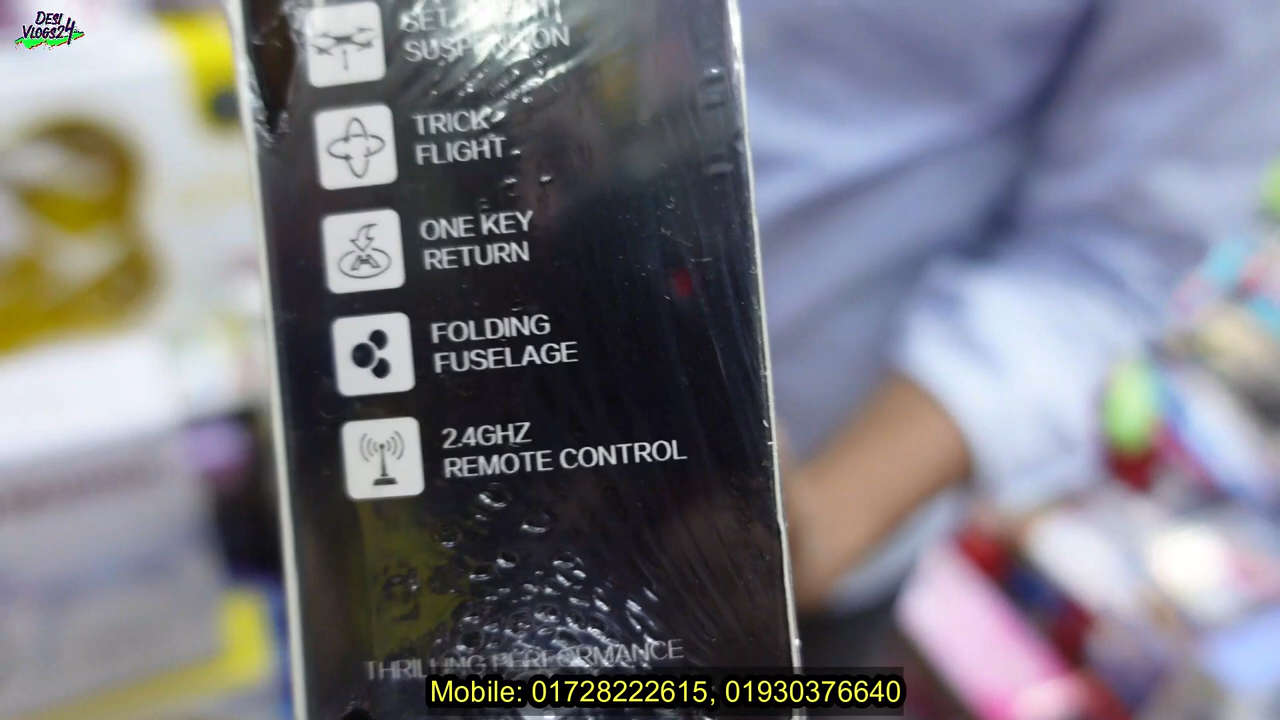 DESI
VLOGS24
SUSPENSION
TRICK
FLIGHT
ONE KEY
RETURN
FOLDING
FUSELAGE
2.4GHZ
REMOTE CONTROL
THRILLING PERFORMANCE
Mobile: 01728222615, 01930376640